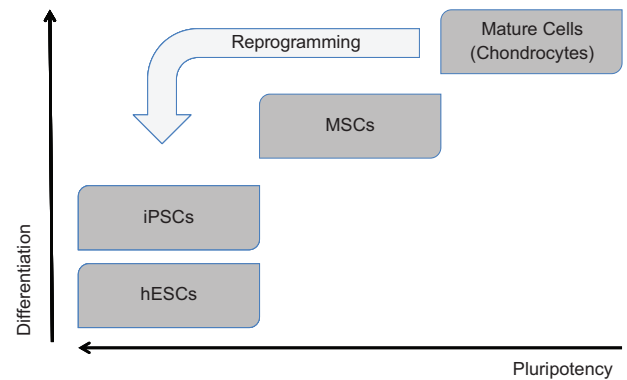 Mature Cells
(Chondrocytes)
Reprogramming
MSCs
iPSCs
hESCs
Differentiation
Pluripotency